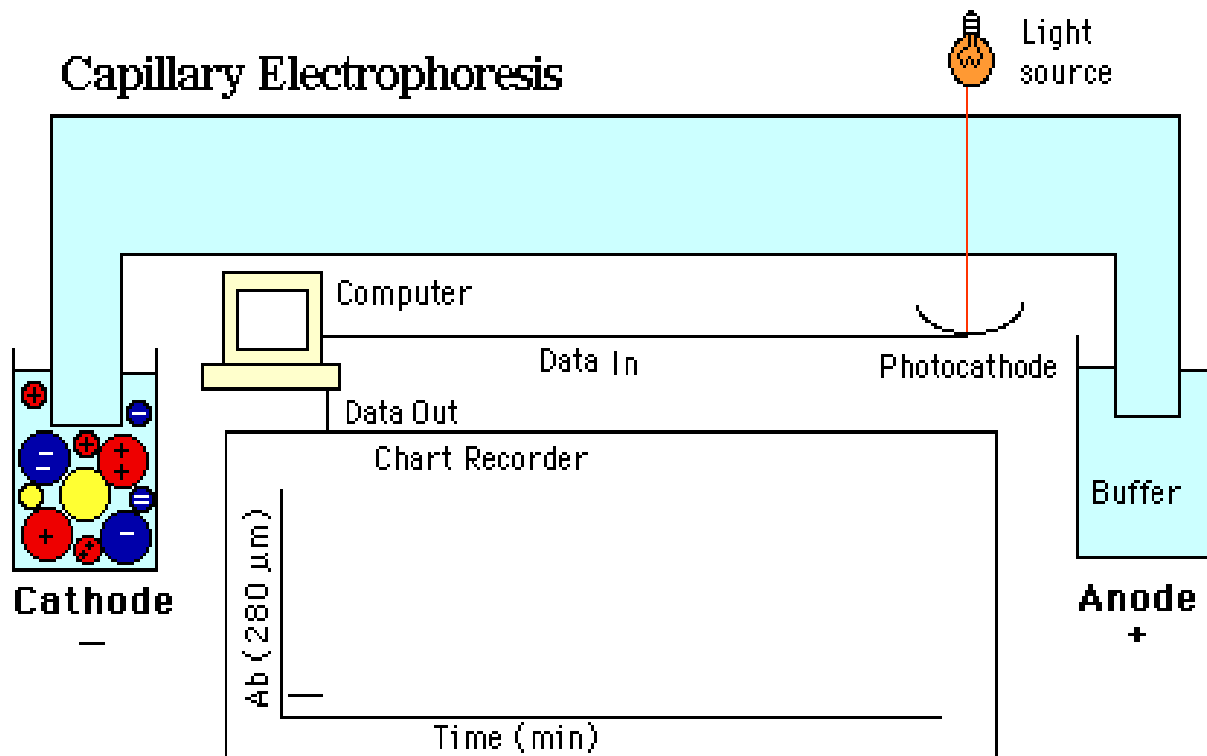 Capillary Electrophoresis
Light
source
Computer
Data In
Photocathode
Data Out
Chart Recorder
Buffer
Cathode
−
Anode
+
Ab (280 µm)
Time (min)
+
−
−
−
+
+
+
=
+
−
++